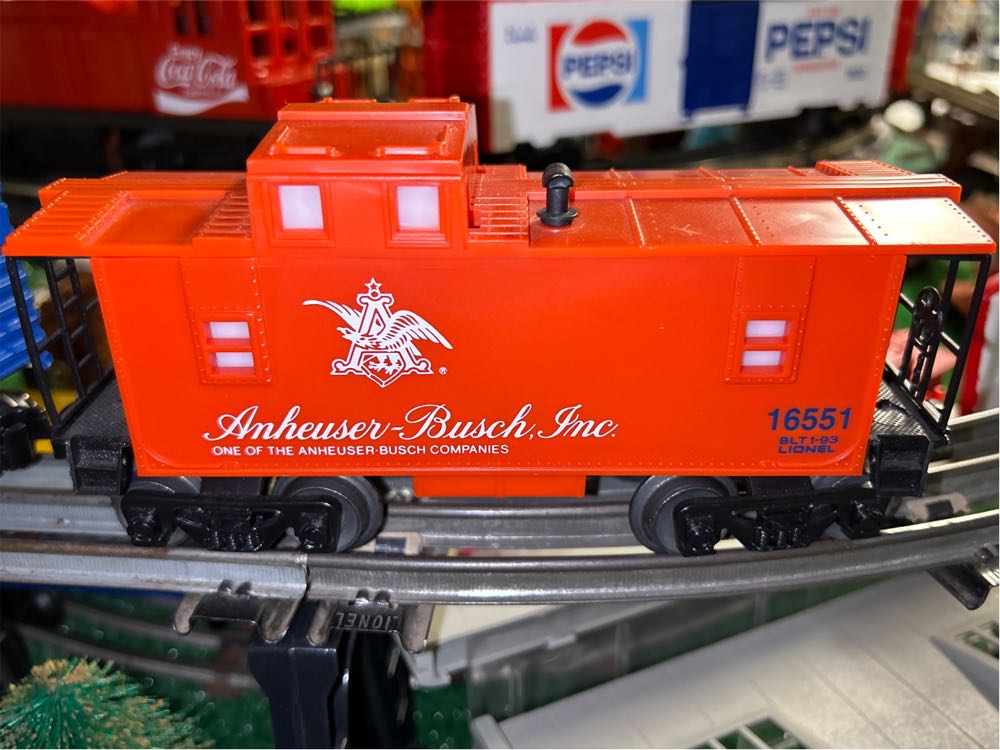 Enjoy
Coca-Cola
PEPSI
PEPSI
Anheuser-Busch, Inc.
ONE OF THE ANHEUSER-BUSCH COMPANIES
A
®
16551
BLT 1-93
LIONEL
LIONEL